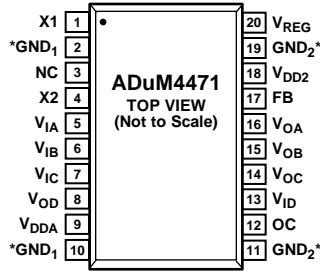 X1 1
*GND1 2
NC 3
X2 4
VIA 5
VIB 6
VIC 7
VOD 8
VDDA 9
*GND1 10
ADuM4471
TOP VIEW
(Not to Scale)
20 VREG
19 GND2*
18 VDD2
17 FB
16 VOA
15 VOB
14 VOC
13 VID
12 OC
11 GND2*